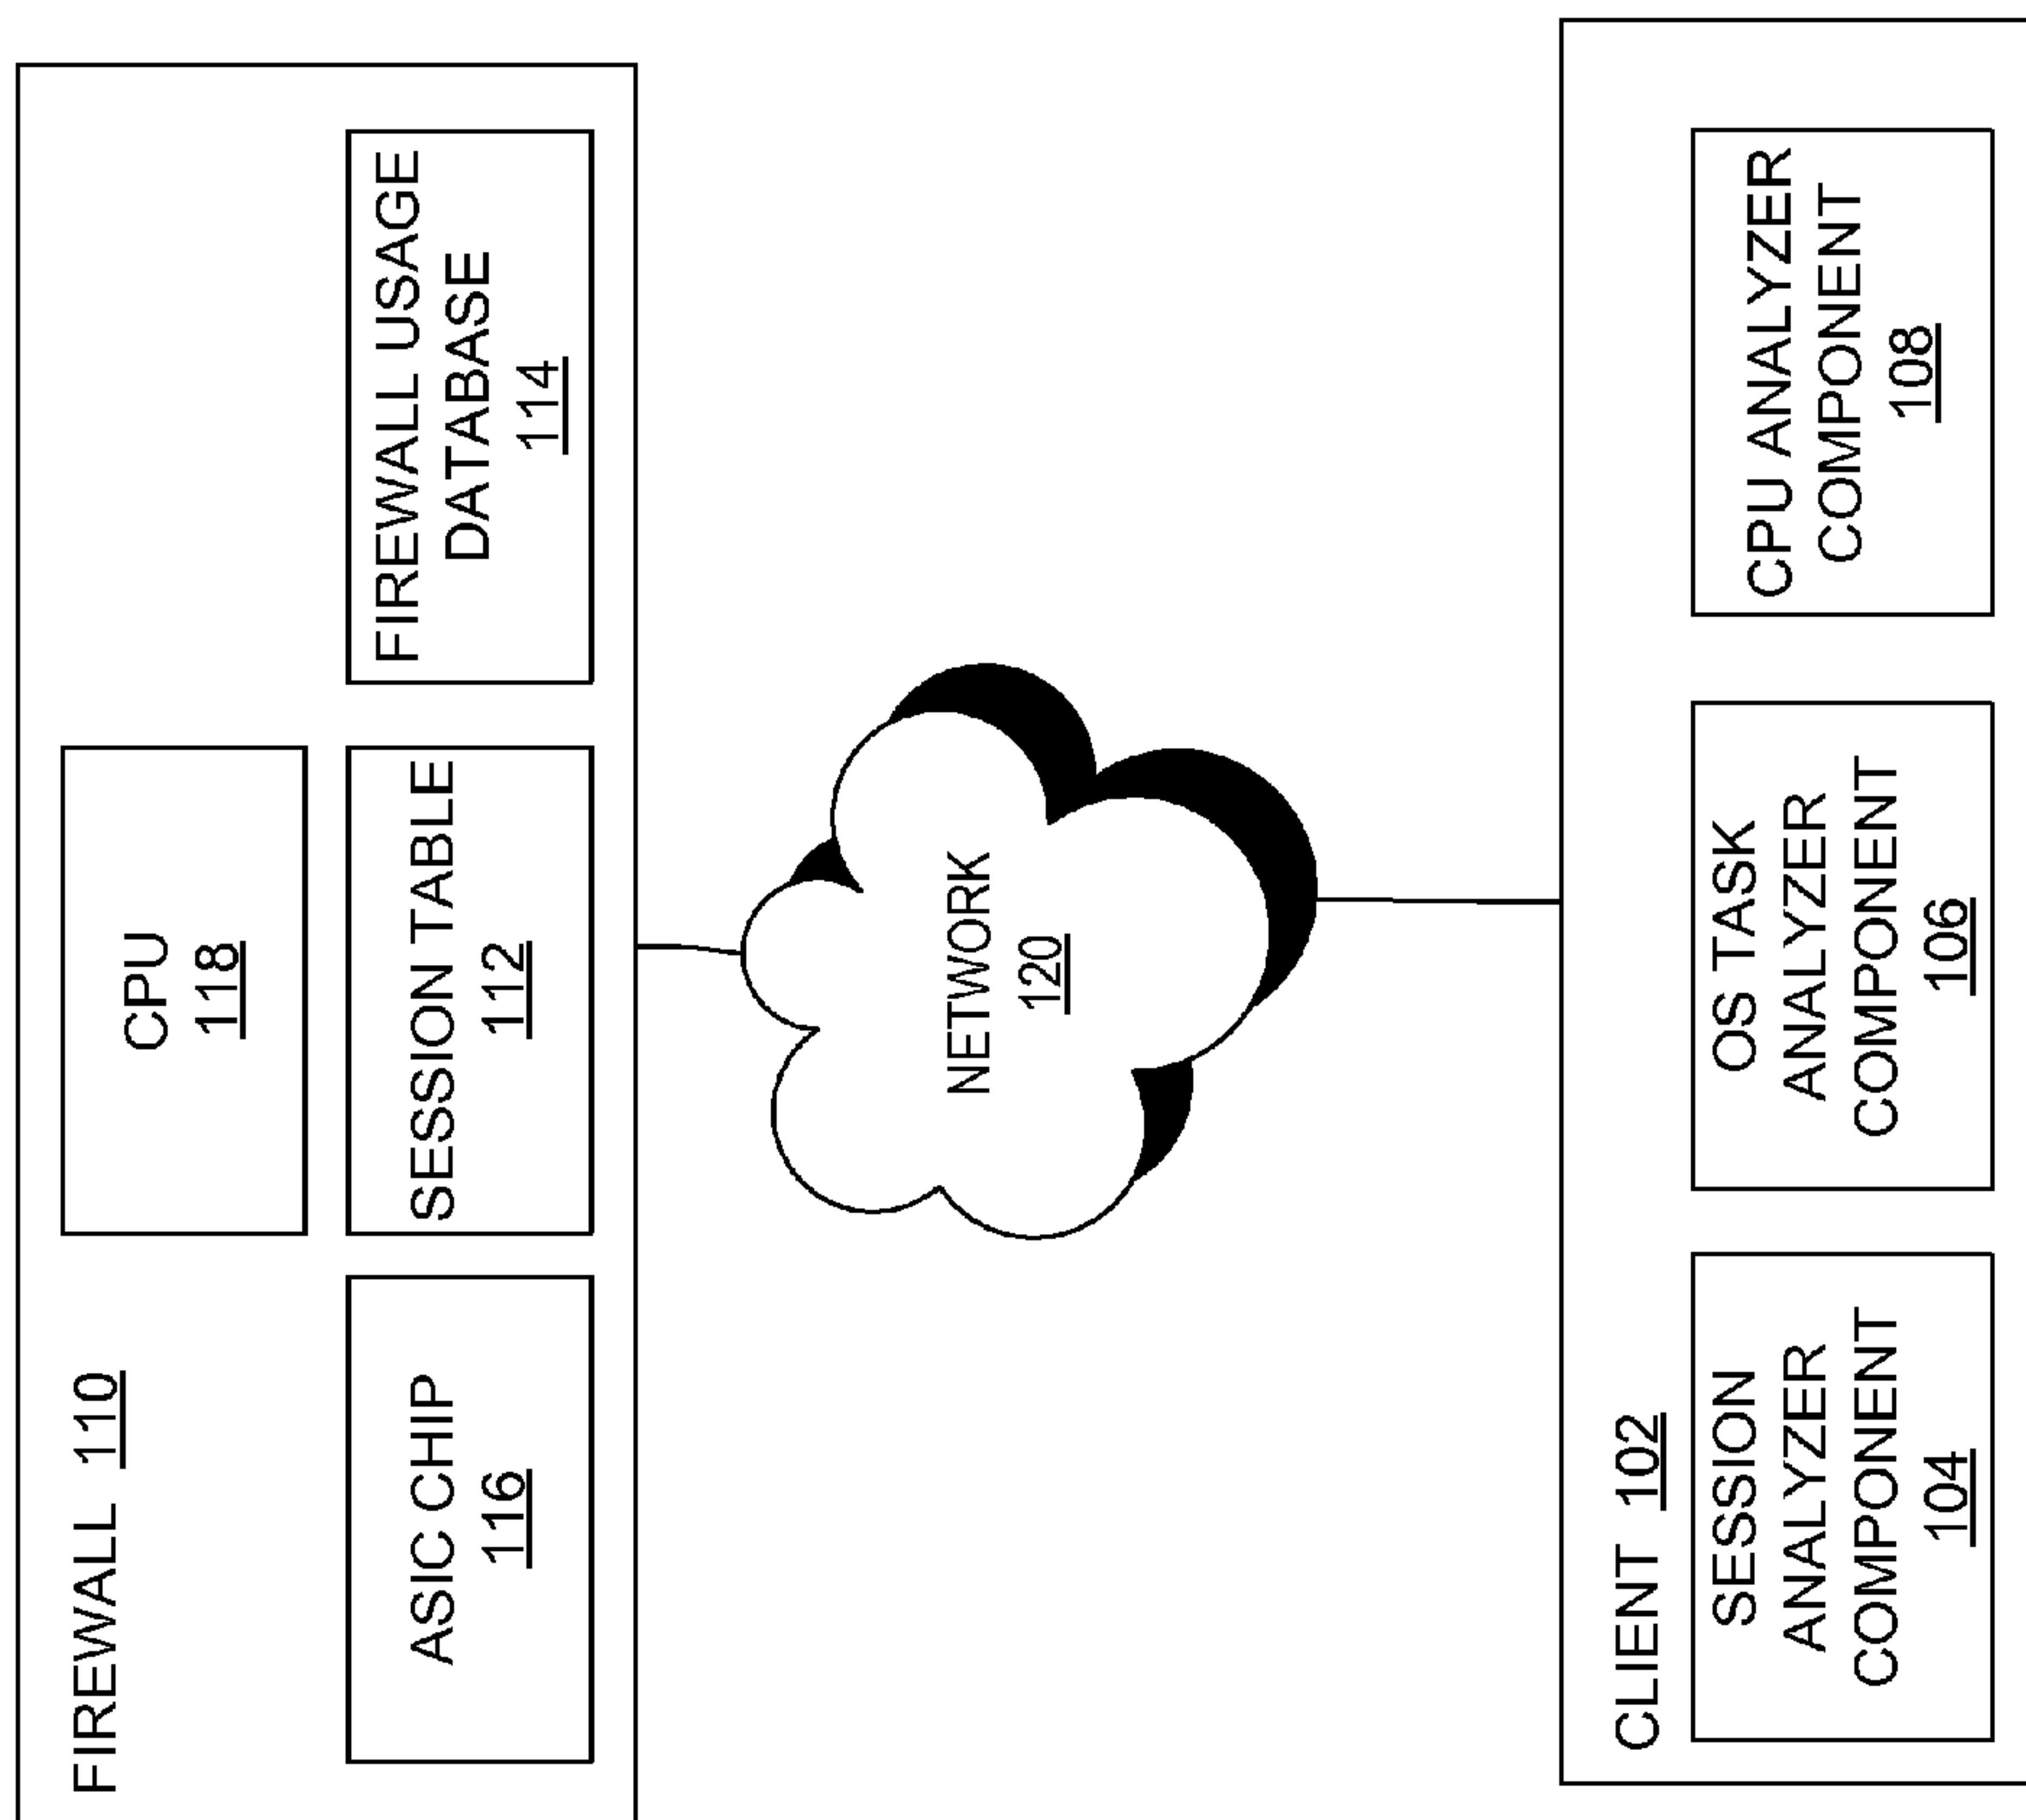 FIREWALL 110
CPU
118
ASIC CHIP
116
SESSION TABLE
112
FIREWALL USAGE
DATABASE
114
NETWORK
120
CLIENT 102
SESSION
ANALYZER
COMPONENT
104
OS TASK
ANALYZER
COMPONENT
106
CPU ANALYZER
COMPONENT
108